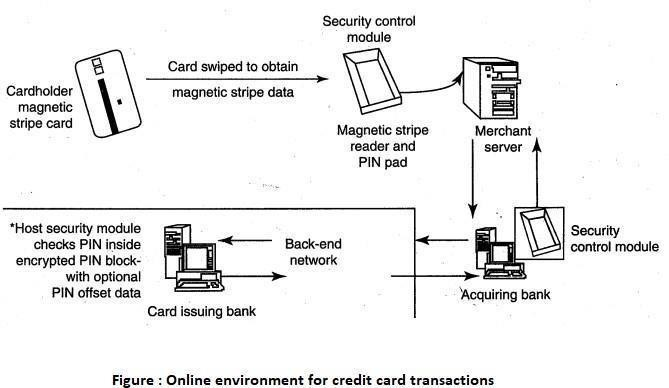 Security control
module
Card swiped to obtain
magnetic stripe data
Cardholder
magnetic
stripe card
Magnetic stripe
reader and
PIN pad
Merchant
server
*Host security module
checks PIN inside
encrypted PIN block-
with optional
PIN offset data
Back-end
network
Security
control module
Card issuing bank
Acquiring bank
Figure : Online environment for credit card transactions